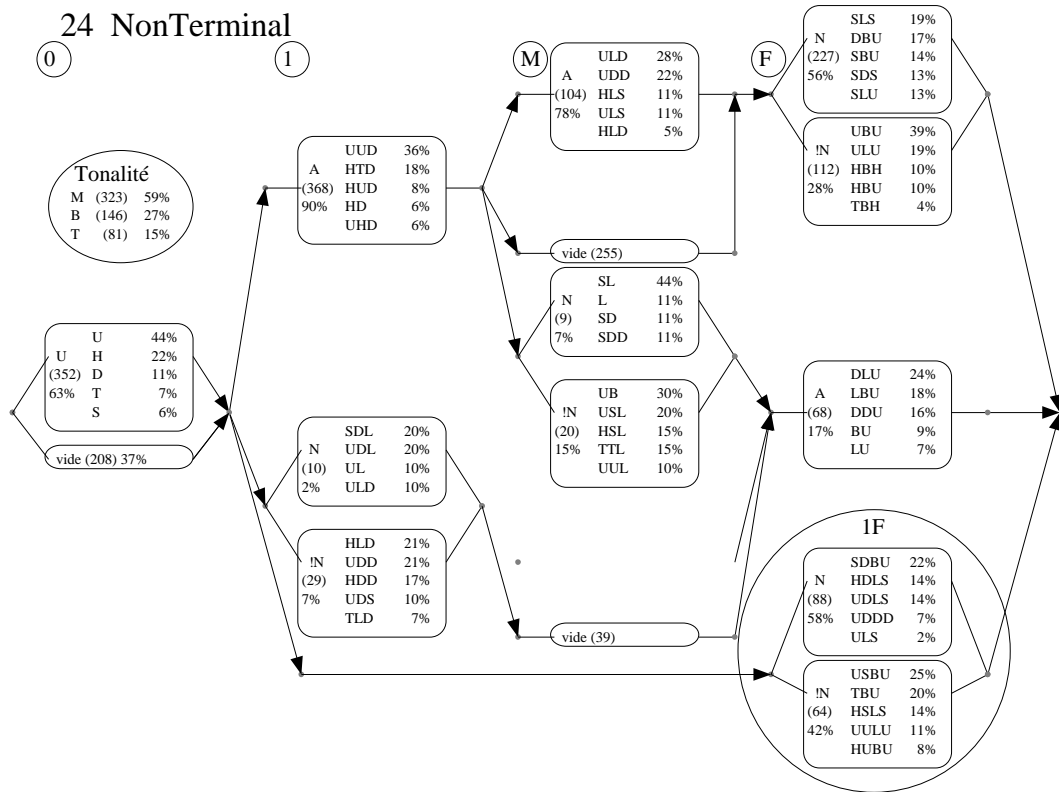 24 NonTerminal
0
1
M
F
Tonalité
M (323) 59%
B (146) 27%
T (81) 15%
U 44%
U H 22%
(352) D 11%
63% T 7%
S 6%
vide (208) 37%
UUD 36%
A HTD 18%
(368) HUD 8%
90% HD 6%
UHD 6%
SDL 20%
N UDL 20%
(10) UL 10%
2% ULD 10%
HLD 21%
!N UDD 21%
(29) HDD 17%
7% UDS 10%
TLD 7%
ULD 28%
A UDD 22%
(104) HLS 11%
78% ULS 11%
HLD 5%
vide (255)
SL 44%
N L 11%
(9) SD 11%
7% SDD 11%
UB 30%
!N USL 20%
(20) HSL 15%
15% TTL 15%
UUL 10%
vide (39)
SLS 19%
N DBU 17%
(227) SBU 14%
56% SDS 13%
SLU 13%
UBU 39%
!N ULU 19%
(112) HBH 10%
28% HBU 10%
TBH 4%
DLU 24%
A LBU 18%
(68) DDU 16%
17% BU 9%
LU 7%
1F
SDBU 22%
N HDLS 14%
(88) UDLS 14%
58% UDDD 7%
ULS 2%
USBU 25%
!N TBU 20%
(64) HSLS 14%
42% UULU 11%
HUBU 8%